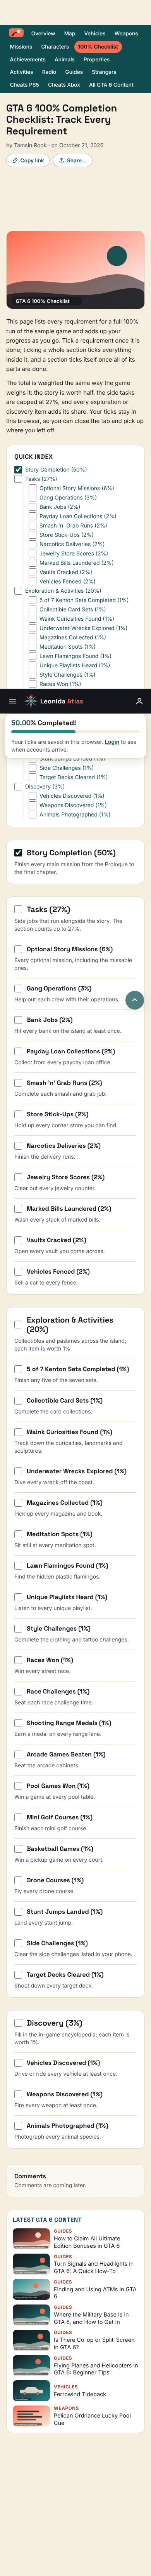 Overview Map Vehicles Weapons
Missions Characters 100% Checklist
Achievements Animals Properties
Activities Radio Guides Strangers
Cheats PS5 Cheats Xbox All GTA 6 Content
GTA 6 100% Completion
Checklist: Track Every
Requirement
by Tamsin Rook · on October 21, 2026
Copy link Share...
GTA 6 100% Checklist
This page lists every requirement for a full 100%
run of the sample game and adds up your
progress as you go. Tick a card once it is
done; ticking a whole section ticks everything in
it, and a section ticks itself once all of its
parts are done.
The total is weighted the same way the game
weighs it: the story is worth half, the side tasks
are capped at 27%, and every exploration or
discovery item is worthsmall amounts.
QUICK INDEX
Story Completion (50%)
Tasks (27%)
Optional Story Missions (6%)
Gang Operations (3%)
Bank Jobs (2%)
Payday Loan Collections (2%)
Smash 'n' Grab Runs (2%)
Store Stick-Ups (2%)
Narcotics Deliveries (2%)
Jewelry Store Scores (2%)
Marked Bills Laundered (2%)
Vaults Cracked (2%)
Vehicles Fenced (2%)
Exploration & Activities (20%)
5 of 7 Kenton Sets Completed (1%)
Collectible Card Sets (1%)
Waink Curiosities Found (1%)
Underwater Wrecks Explored (1%)
Magazines Collected (1%)
Meditation Spots (1%)
Lawn Flamingos Found (1%)
Unique Playlists Heard (1%)
Style Challenges (1%)
Races Won (1%)
Leonida Atlas
50.00% Completed!
Your ticks are saved in this browser. Login to see
them when accounts arrive.
Side Challenges (1%)
Target Decks Cleared (1%)
Discovery (3%)
Vehicles Discovered (1%)
Weapons Discovered (1%)
Animals Photographed (1%)
Story Completion (50%)
Finish every main mission from the Prologue to
the final chapter.
Tasks (27%)
Side jobs that run alongside the story. The
section counts up to 27%.
Optional Story Missions (6%)
Every optional mission, including the missable
ones.
Gang Operations (3%)
Help out each crew with their operations.
Bank Jobs (2%)
Hit every bank on the island at least once.
Payday Loan Collections (2%)
Collect from every payday loan office.
Smash 'n' Grab Runs (2%)
Complete each smash and grab job.
Store Stick-Ups (2%)
Hold up every corner store you can find.
Narcotics Deliveries (2%)
Finish the delivery runs.
Jewelry Store Scores (2%)
Clear out every jewelry counter.
Marked Bills Laundered (2%)
Wash every stack of marked bills.
Vaults Cracked (2%)
Open every vault you come across.
Vehicles Fenced (2%)
Sell a car to every fence.
Exploration & Activities
(20%)
Collectibles and pastimes across the island;
each item is worth 1%.
5 of 7 Kenton Sets Completed (1%)
Finish any five of the seven sets.
Collectible Card Sets (1%)
Complete the card collections.
Waink Curiosities Found (1%)
Track down the curiosities, landmarks and
sculptures.
Underwater Wrecks Explored (1%)
Dive every wreck off the coast.
Magazines Collected (1%)
Pick up every magazine and book.
Meditation Spots (1%)
Sit still at every meditation spot.
Lawn Flamingos Found (1%)
Find the hidden plastic flamingos.
Unique Playlists Heard (1%)
Listen to every unique playlist.
Style Challenges (1%)
Complete the clothing and tattoo challenges.
Races Won (1%)
Win every street race.
Race Challenges (1%)
Beat each race challenge time.
Shooting Range Medals (1%)
Earn a medal on every range lane.
Arcade Games Beaten (1%)
Beat the arcade cabinets.
Pool Games Won (1%)
Win a game at every pool table.
Mini Golf Courses (1%)
Finish each mini golf course.
Basketball Games (1%)
Win a pickup game on every court.
Drone Courses (1%)
Fly every drone course.
Stunt Jumps Landed (1%)
Land every stunt jump.
Side Challenges (1%)
Clear the side challenges listed in your phone.
Target Decks Cleared (1%)
Shoot down every target deck.
Discovery (3%)
Fill in the in-game encyclopedia; each item is
worth 1%.
Vehicles Discovered (1%)
Drive or ride every vehicle at least once.
Weapons Discovered (1%)
Fire every weapon at least once.
Animals Photographed (1%)
Photograph every animal species.
Comments
Comments are coming later.
LATEST GTA 6 CONTENT
GUIDES
How to Claim All Ultimate
Edition Bonuses in GTA 6
GUIDES
Turn Signals and Headlights in
GTA 6: A Quick How-To
GUIDES
Finding and Using ATMs in GTA
6
GUIDES
Where the Military Base Is in
GTA 6, and How to Get In
GUIDES
Is There Co-op or Split-Screen
in GTA 6?
GUIDES
Flying Planes and Helicopters in
GTA 6: Beginner Tips
VEHICLES
Ferrowind Tideback
WEAPONS
Pelican Ordnance Lucky Pool
Cue